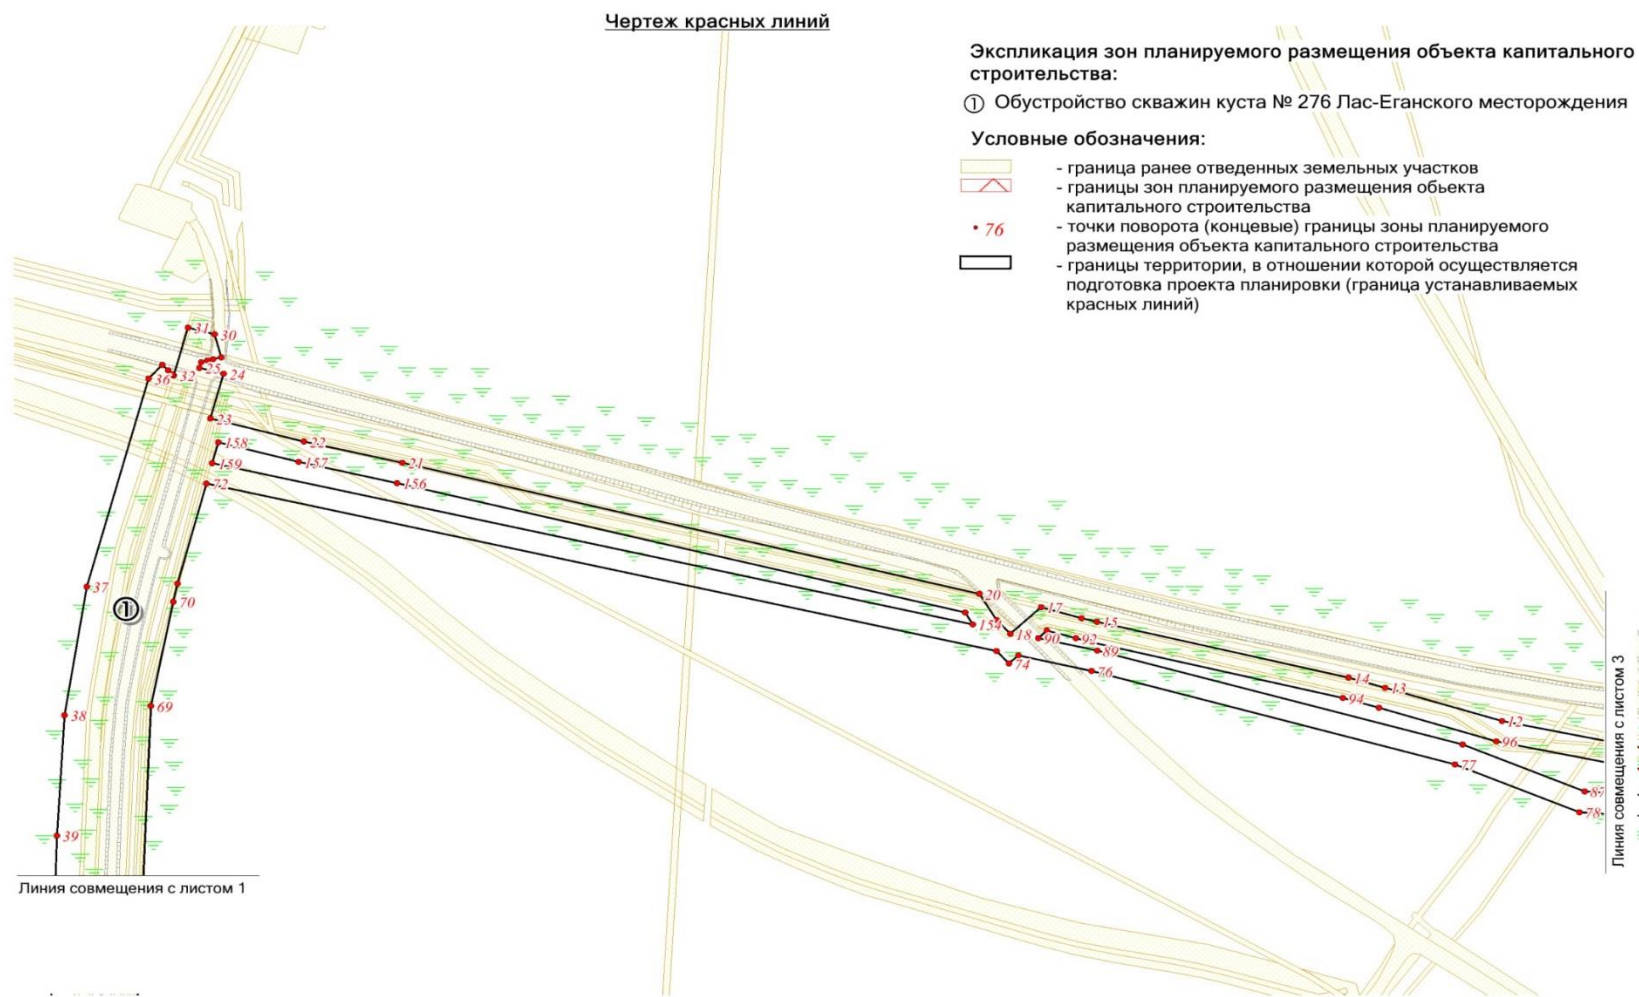 Чертеж красных линий
Экспликация зон планируемого размещения объекта капитального
строительства:
① Обустройство скважин куста № 276 Лас-Еганского месторождения
Условные обозначения:
- граница ранее отведенных земельных участков
- границы зон планируемого размещения обьекта
капитального строительства
76 - точки поворота (концевые) границы зоны планируемого
размещения объекта капитального строительства
- границы территории, в отношении которой осуществляется
подготовка проекта планировки (граница устанавливаемых
красных линий)
31
30
25
24
36
32
23
22
158
21
157
159
156
72
37
①
70
20
17
15
154
18
90
92
89
74
76
14
13
94
69
38
12
96
77
87
78
39
Линия совмещения с листом 3
Линия совмещения с листом 1